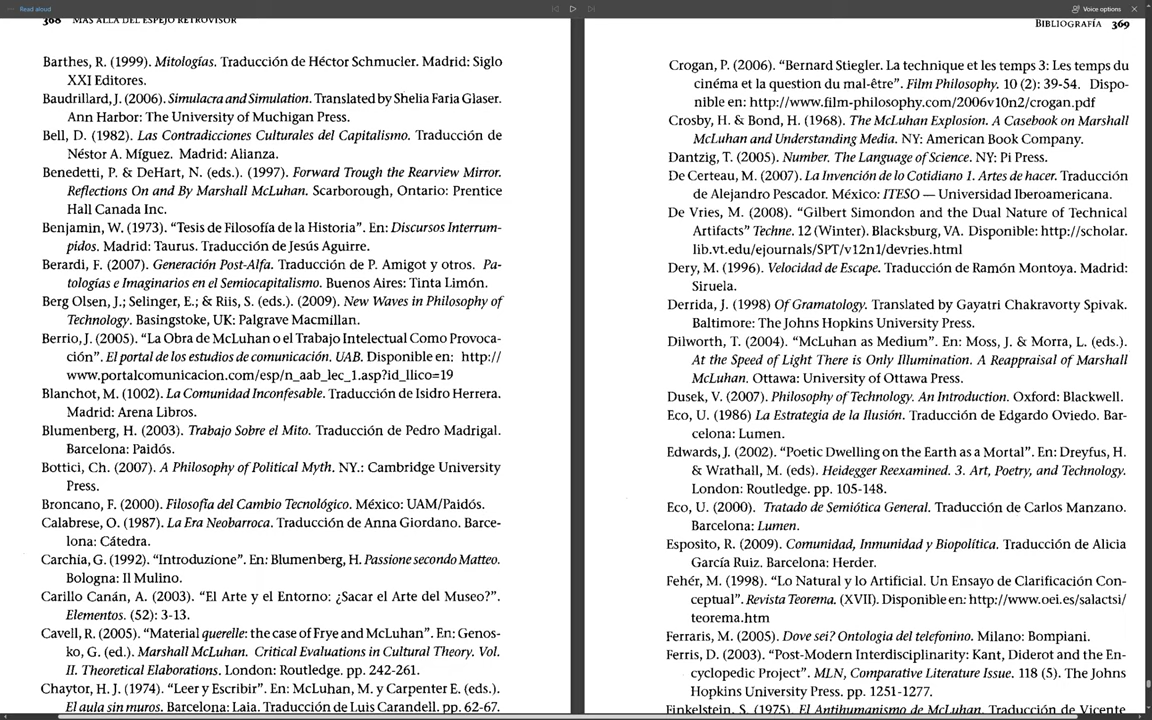 Read aloud
Voice options
368 MÁS ALLÁ DEL ESPEJO RETROVISOR
Barthes, R. (1999). Mitologías. Traducción de Héctor Schmucler. Madrid: Siglo
XXI Editores.
Baudrillard, J. (2006). Simulacra and Simulation. Translated by Shelia Faria Glaser.
Ann Harbor: The University of Muchigan Press.
Bell, D. (1982). Las Contradicciones Culturales del Capitalismo. Traducción de
Néstor A. Míguez. Madrid: Alianza.
Benedetti, P. & DeHart, N. (eds.). (1997). Forward Trough the Rearview Mirror.
Reflections On and By Marshall McLuhan. Scarborough, Ontario: Prentice
Hall Canada Inc.
Benjamin, W. (1973). “Tesis de Filosofía de la Historia”. En: Discursos Interrum-
pidos. Madrid: Taurus. Traducción de Jesús Aguirre.
Berardi, F. (2007). Generación Post-Alfa. Traducción de P. Amigot y otros. Pa-
tologías e Imaginarios en el Semiocapitalismo. Buenos Aires: Tinta Limón.
Berg Olsen, J.; Selinger, E.; & Riis, S. (eds.). (2009). New Waves in Philosophy of
Technology. Basingstoke, UK: Palgrave Macmillan.
Berrio, J. (2005). “La Obra de McLuhan o el Trabajo Intelectual Como Provoca-
ción”. El portal de los estudios de comunicación. UAB. Disponible en: http://
www.portalcomunicacion.com/esp/n_aab_lec_1.asp?id_llico=19
Blanchot, M. (1002). La Comunidad Inconfesable. Traducción de Isidro Herrera.
Madrid: Arena Libros.
Blumenberg, H. (2003). Trabajo Sobre el Mito. Traducción de Pedro Madrigal.
Barcelona: Paidós.
Bottici, Ch. (2007). A Philosophy of Political Myth. NY.: Cambridge University
Press.
Broncano, F. (2000). Filosofía del Cambio Tecnológico. México: UAM/Paidós.
Calabrese, O. (1987). La Era Neobarroca. Traducción de Anna Giordano. Barce-
lona: Cátedra.
Carchia, G. (1992). “Introduzione”. En: Blumenberg, H. Passione secondo Matteo.
Bologna: Il Mulino.
Carillo Canán, A. (2003). “El Arte y el Entorno: ¿Sacar el Arte del Museo?”.
Elementos. (52): 3-13.
Cavell, R. (2005). “Material querelle: the case of Frye and McLuhan”. En: Genos-
ko, G. (ed.). Marshall McLuhan. Critical Evaluations in Cultural Theory. Vol.
II. Theoretical Elaborations. London: Routledge. pp. 242-261.
Chaytor, H. J. (1974). “Leer y Escribir”. En: McLuhan, M. y Carpenter E. (eds.).
El aula sin muros. Barcelona: Laia. Traducción de Luis Carandell. pp. 62-67.
BIBLIOGRAFÍA 369
Crogan, P. (2006). “Bernard Stiegler. La technique et les temps 3: Les temps du
cinéma et la question du mal-être”. Film Philosophy. 10 (2): 39-54. Dispo-
nible en: http://www.film-philosophy.com/2006v10n2/crogan.pdf
Crosby, H. & Bond, H. (1968). The McLuhan Explosion. A Casebook on Marshall
McLuhan and Understanding Media. NY: American Book Company.
Dantzig, T. (2005). Number. The Language of Science. NY: Pi Press.
De Certeau, M. (2007). La Invención de lo Cotidiano 1. Artes de hacer. Traducción
de Alejandro Pescador. México: ITESO — Universidad Iberoamericana.
De Vries, M. (2008). “Gilbert Simondon and the Dual Nature of Technical
Artifacts” Techne. 12 (Winter). Blacksburg, VA. Disponible: http://scholar.
lib.vt.edu/ejournals/SPT/v12n1/devries.html
Dery, M. (1996). Velocidad de Escape. Traducción de Ramón Montoya. Madrid:
Siruela.
Derrida, J. (1998) Of Gramatology. Translated by Gayatri Chakravorty Spivak.
Baltimore: The Johns Hopkins University Press.
Dilworth, T. (2004). “McLuhan as Medium”. En: Moss, J. & Morra, L. (eds.).
At the Speed of Light There is Only Illumination. A Reappraisal of Marshall
McLuhan. Ottawa: University of Ottawa Press.
Dusek, V. (2007). Philosophy of Technology. An Introduction. Oxford: Blackwell.
Eco, U. (1986) La Estrategia de la Ilusión. Traducción de Edgardo Oviedo. Bar-
celona: Lumen.
Edwards, J. (2002). “Poetic Dwelling on the Earth as a Mortal”. En: Dreyfus, H.
& Wrathall, M. (eds). Heidegger Reexamined. 3. Art, Poetry, and Technology.
London: Routledge. pp. 105-148.
Eco, U. (2000). Tratado de Semiótica General. Traducción de Carlos Manzano.
Barcelona: Lumen.
Esposito, R. (2009). Comunidad, Inmunidad y Biopolítica. Traducción de Alicia
García Ruiz. Barcelona: Herder.
Fehér, M. (1998). “Lo Natural y lo Artificial. Un Ensayo de Clarificación Con-
ceptual”. Revista Teorema. (XVII). Disponible en: http://www.oei.es/salactsi/
teorema.htm
Ferraris, M. (2005). Dove sei? Ontologia del telefonino. Milano: Bompiani.
Ferris, D. (2003). “Post-Modern Interdisciplinarity: Kant, Diderot and the En-
cyclopedic Project”. MLN, Comparative Literature Issue. 118 (5). The Johns
Hopkins University Press. pp. 1251-1277.
Finkelstein, S. (1975). El Antihumanismo de McLuhan. Traducción de Vicente